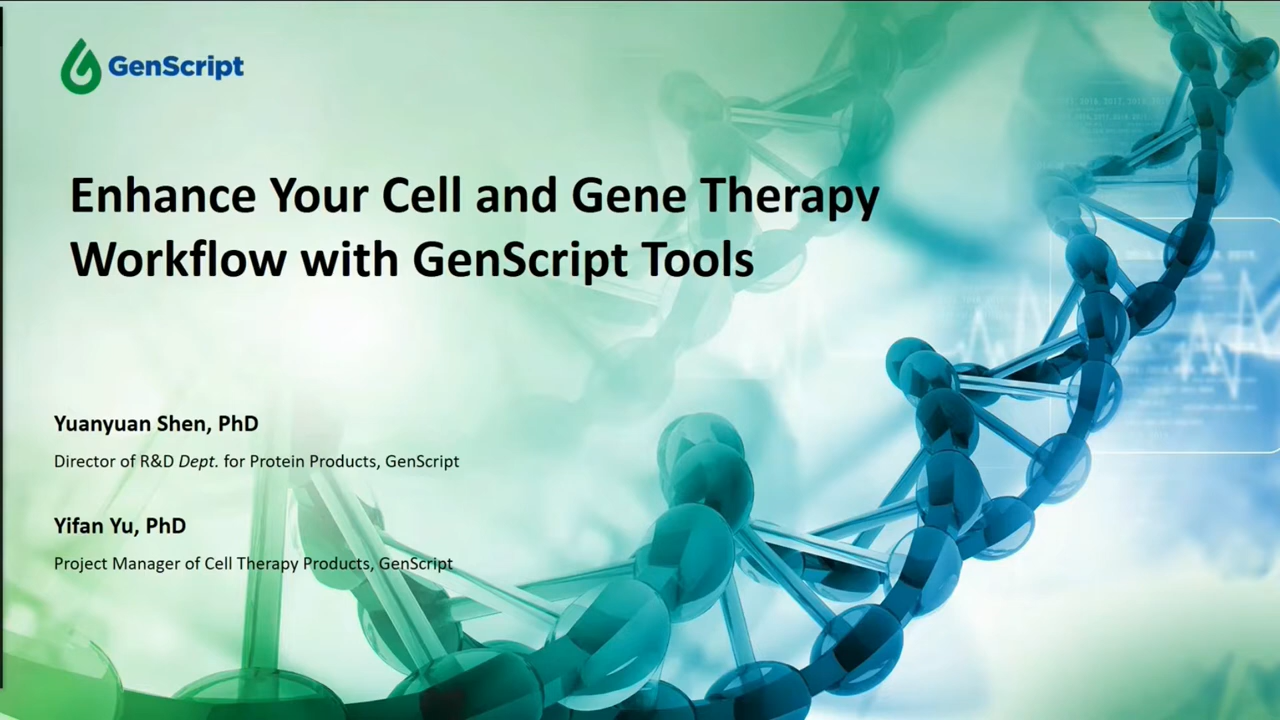 GenScript
Enhance Your Cell and Gene Therapy
Workflow with GenScript Tools
Yuanyuan Shen, PhD
Director of R&D Dept. for Protein Products, GenScript
Yifan Yu, PhD
Project Manager of Cell Therapy Products, GenScript